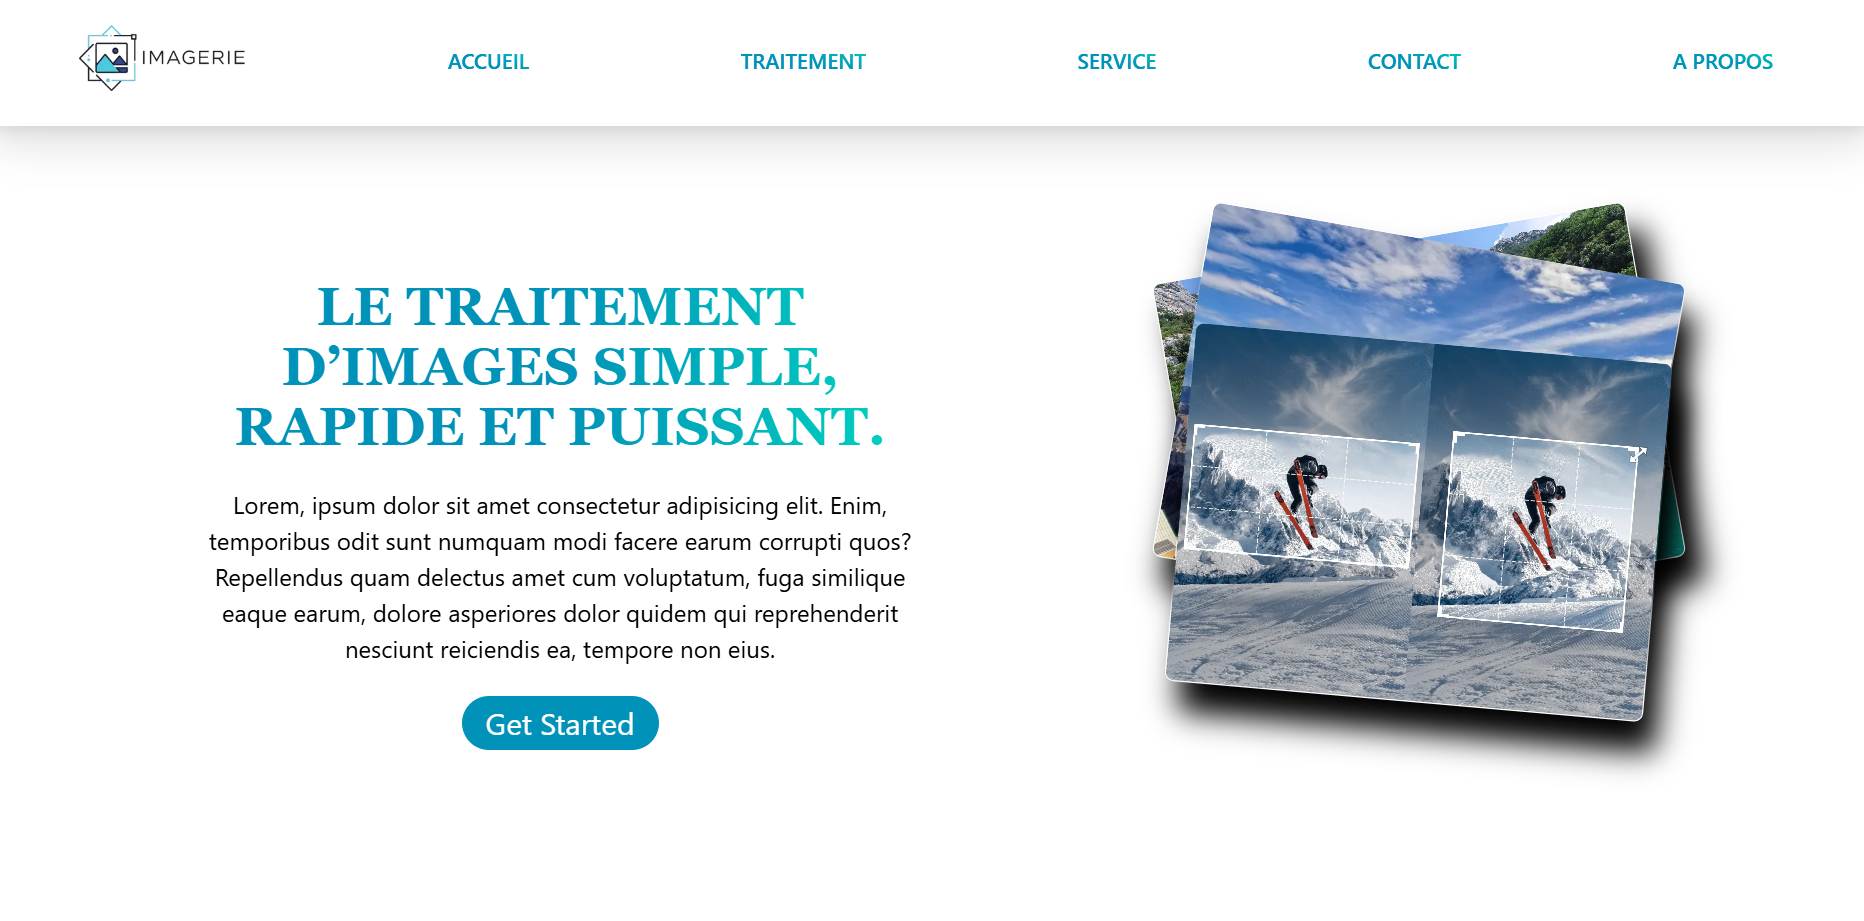 IMAGERIE
ACCUEIL
TRAITEMENT
SERVICE
CONTACT
A PROPOS
LE TRAITEMENT
D’IMAGES SIMPLE,
RAPIDE ET PUISSANT.
Lorem, ipsum dolor sit amet consectetur adipisicing elit. Enim,
temporibus odit sunt numquam modi facere earum corrupti quos?
Repellendus quam delectus amet cum voluptatum, fuga similique
eaque earum, dolore asperiores dolor quidem qui reprehenderit
nesciunt reiciendis ea, tempore non eius.
Get Started